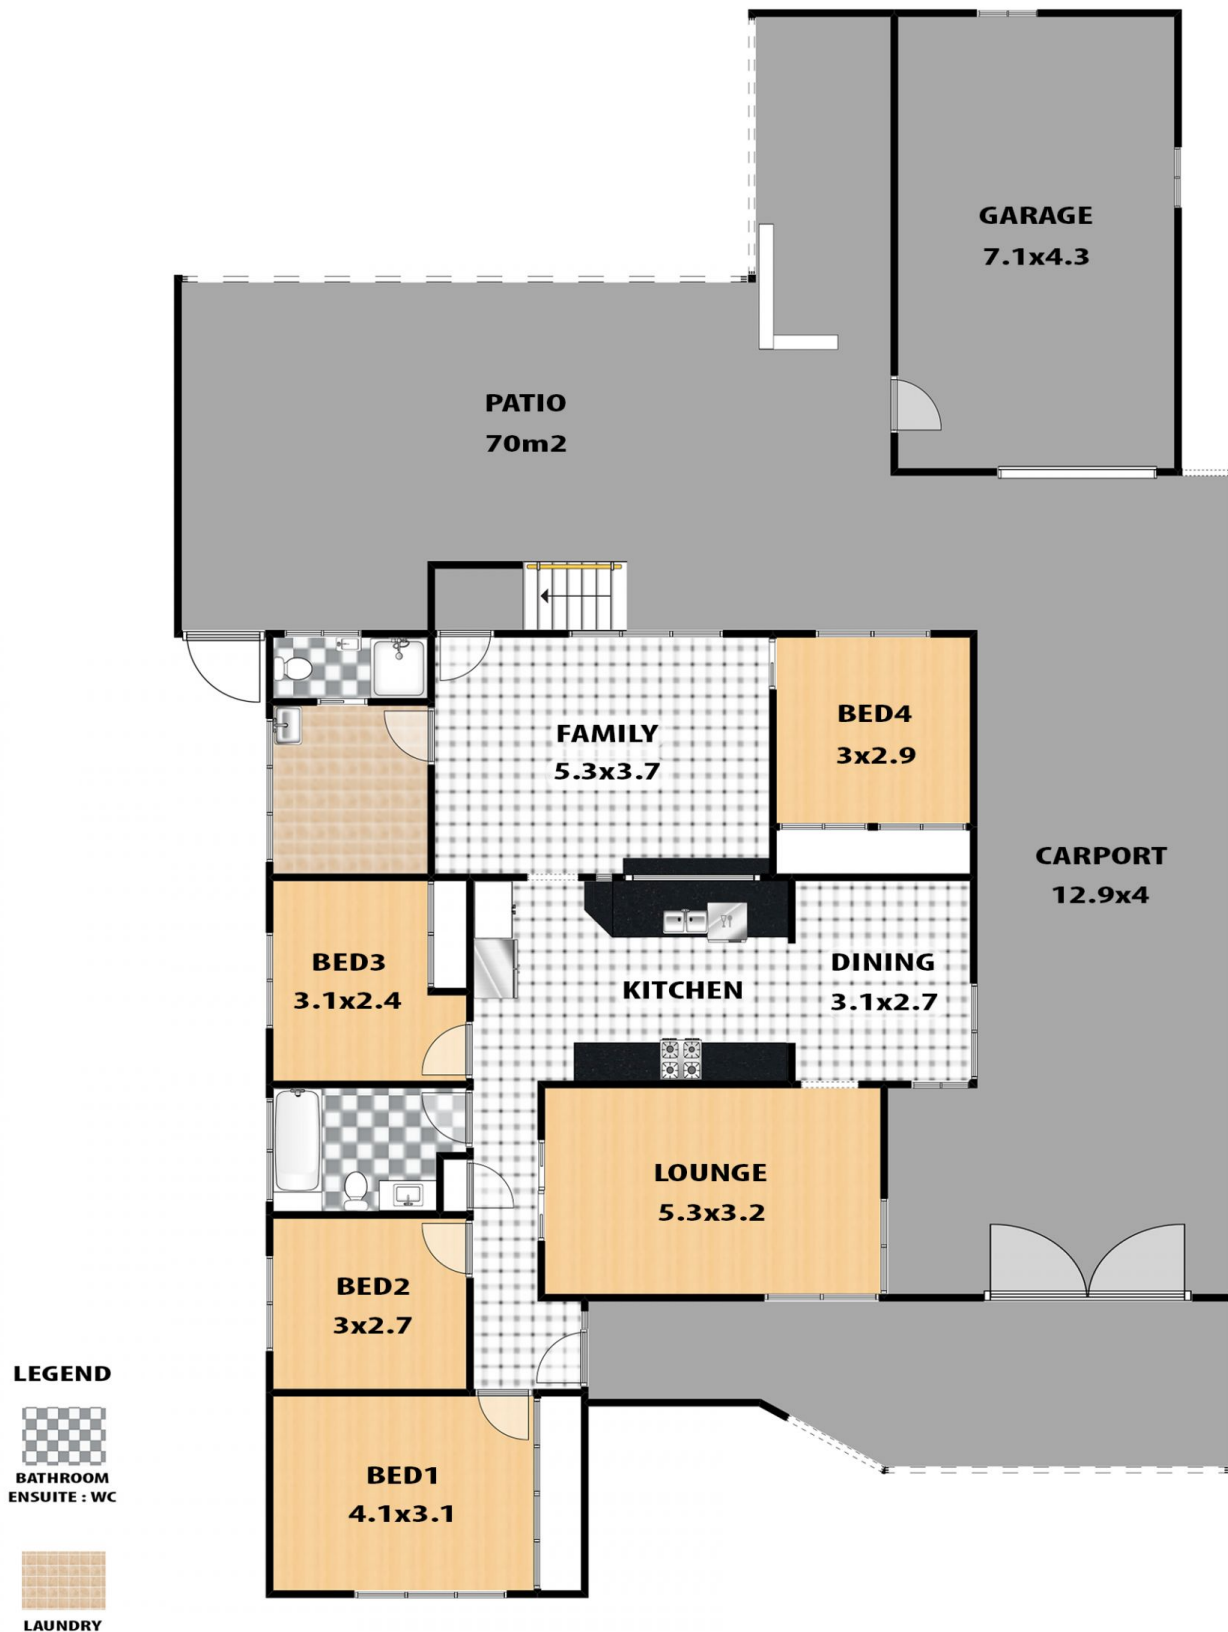 GARAGE
7.1x4.3
PATIO
70m2
FAMILY
5.3x3.7
BED4
3x2.9
CARPORT
12.9x4
BED3
3.1x2.4
KITCHEN
DINING
3.1x2.7
LOUNGE
5.3x3.2
BED2
3x2.7
BED1
4.1x3.1
LEGEND
BATHROOM
ENSUITE : WC
LAUNDRY